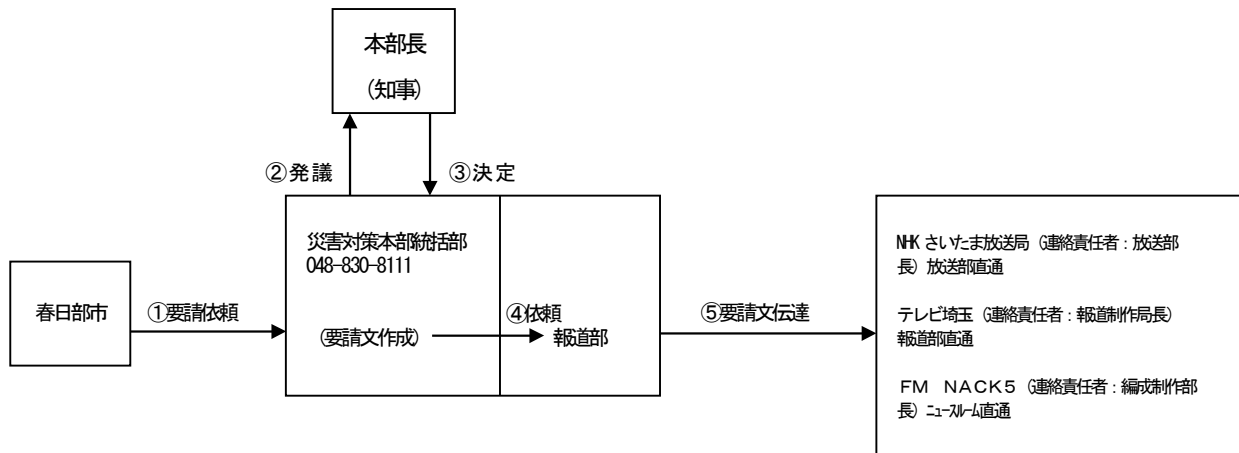 本部長
(知事)
②発議
③決定
災害対策本部統括部
048-830-8111
春日部市
①要請依頼
(要請文作成)
④依頼
報道部
⑤要請文伝達
NHK さいたま放送局 (連絡責任者：放送部
長) 放送部直通
テレビ埼玉 (連絡責任者：報道制作局長)
報道部直通
ＦＭ　ＮＡＣＫ５ (連絡責任者：編成制作部
長) ﾆｭｰｽﾙｰﾑ直通